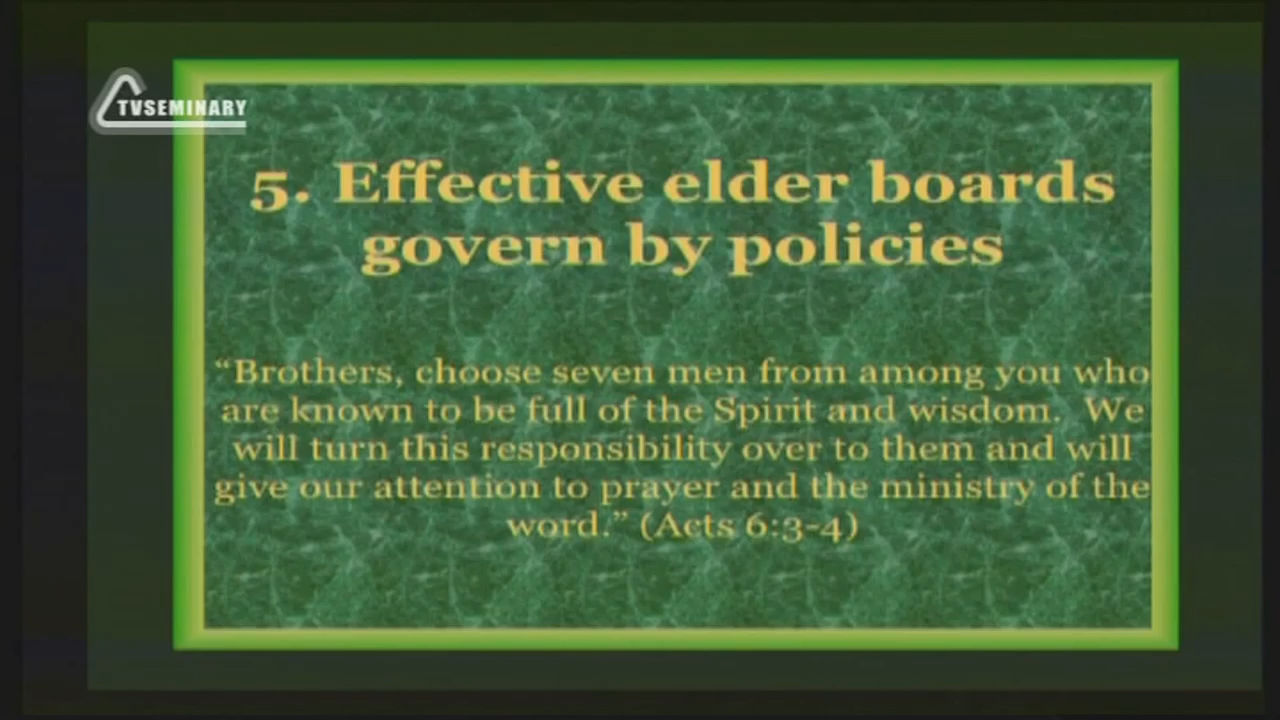 TVSEMINARY
5. Effective elder boards
govern by policies
“Brothers, choose seven men from among you who
are known to be full of the Spirit and wisdom.  We
will turn this responsibility over to them and will
give our attention to prayer and the ministry of the
word.” (Acts 6:3-4)